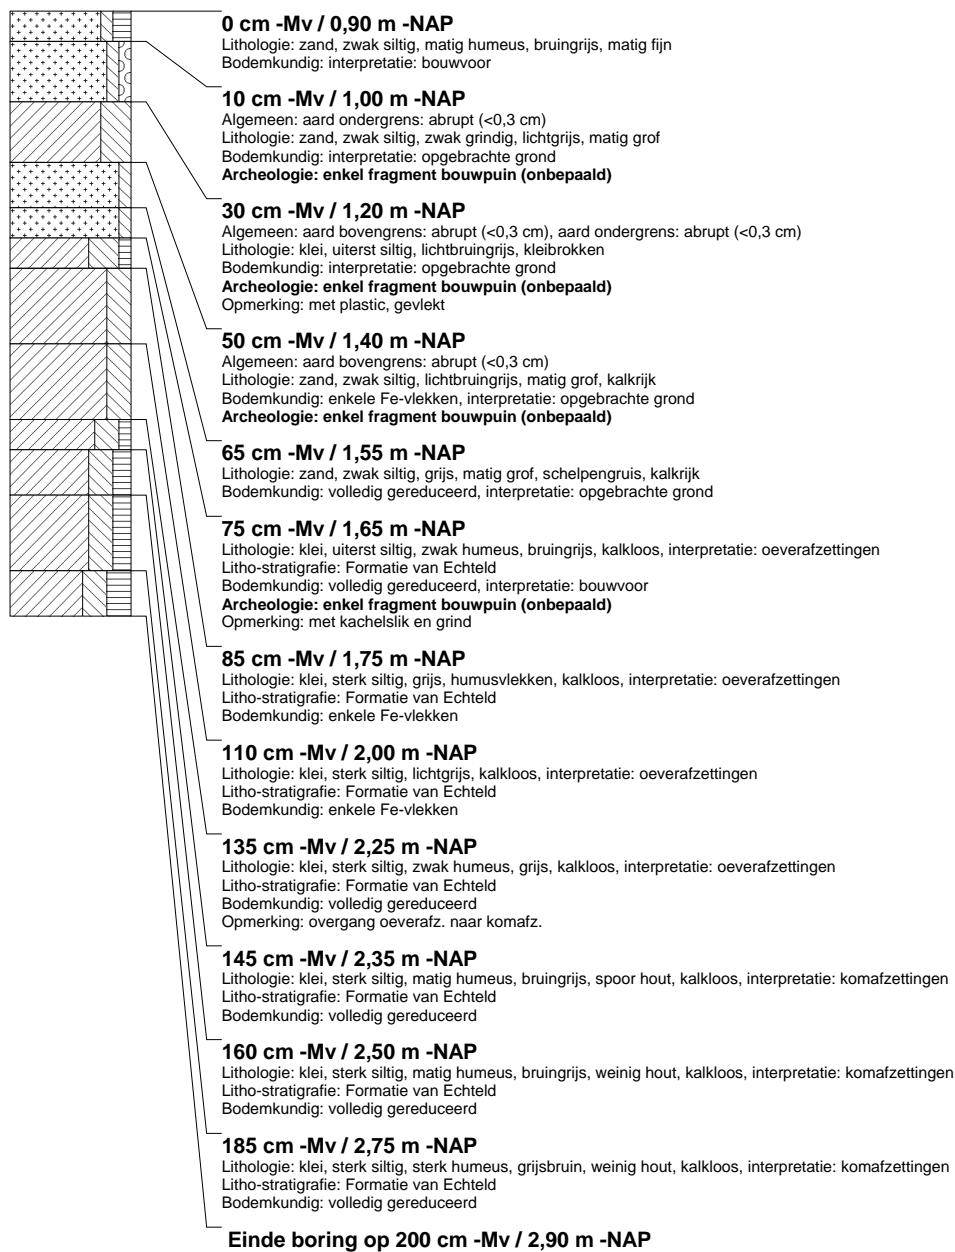 0 cm -Mv / 0,90 m -NAP
Lithologie: zand, zwak siltig, matig humeus, bruingrijs, matig fijn
Bodemkundig: interpretatie: bouwvoor
10 cm -Mv / 1,00 m -NAP
Algemeen: aard ondergrens: abrupt (<0,3 cm)
Lithologie: zand, zwak siltig, zwak grindig, lichtgrijs, matig grof
Bodemkundig: interpretatie: opgebrachte grond
Archeologie: enkel fragment bouwpuin (onbepaald)
30 cm -Mv / 1,20 m -NAP
Algemeen: aard bovengrens: abrupt (<0,3 cm), aard ondergrens: abrupt (<0,3 cm)
Lithologie: klei, uiterst siltig, lichtbruingrijs, kleibrokken
Bodemkundig: interpretatie: opgebrachte grond
Archeologie: enkel fragment bouwpuin (onbepaald)
Opmerking: met plastic, gevlekt
50 cm -Mv / 1,40 m -NAP
Algemeen: aard bovengrens: abrupt (<0,3 cm)
Lithologie: zand, zwak siltig, lichtbruingrijs, matig grof, kalkrijk
Bodemkundig: enkele Fe-vlekken, interpretatie: opgebrachte grond
Archeologie: enkel fragment bouwpuin (onbepaald)
65 cm -Mv / 1,55 m -NAP
Lithologie: zand, zwak siltig, grijs, matig grof, schelpengruis, kalkrijk
Bodemkundig: volledig gereduceerd, interpretatie: opgebrachte grond
75 cm -Mv / 1,65 m -NAP
Lithologie: klei, uiterst siltig, zwak humeus, bruingrijs, kalkloos, interpretatie: oeverafzettingen
Litho-stratigrafie: Formatie van Echteld
Bodemkundig: volledig gereduceerd, interpretatie: bouwvoor
Archeologie: enkel fragment bouwpuin (onbepaald)
Opmerking: met kachelslik en grind
85 cm -Mv / 1,75 m -NAP
Lithologie: klei, sterk siltig, grijs, humusvlekken, kalkloos, interpretatie: oeverafzettingen
Litho-stratigrafie: Formatie van Echteld
Bodemkundig: enkele Fe-vlekken
110 cm -Mv / 2,00 m -NAP
Lithologie: klei, sterk siltig, lichtgrijs, kalkloos, interpretatie: oeverafzettingen
Litho-stratigrafie: Formatie van Echteld
Bodemkundig: enkele Fe-vlekken
135 cm -Mv / 2,25 m -NAP
Lithologie: klei, sterk siltig, zwak humeus, grijs, kalkloos, interpretatie: oeverafzettingen
Litho-stratigrafie: Formatie van Echteld
Bodemkundig: volledig gereduceerd
Opmerking: overgang oeverafz. naar komafz.
145 cm -Mv / 2,35 m -NAP
Lithologie: klei, sterk siltig, matig humeus, bruingrijs, spoor hout, kalkloos, interpretatie: komafzettingen
Litho-stratigrafie: Formatie van Echteld
Bodemkundig: volledig gereduceerd
160 cm -Mv / 2,50 m -NAP
Lithologie: klei, sterk siltig, matig humeus, bruingrijs, weinig hout, kalkloos, interpretatie: komafzettingen
Litho-stratigrafie: Formatie van Echteld
Bodemkundig: volledig gereduceerd
185 cm -Mv / 2,75 m -NAP
Lithologie: klei, sterk siltig, sterk humeus, grijsbruin, weinig hout, kalkloos, interpretatie: komafzettingen
Litho-stratigrafie: Formatie van Echteld
Bodemkundig: volledig gereduceerd
Einde boring op 200 cm -Mv / 2,90 m -NAP